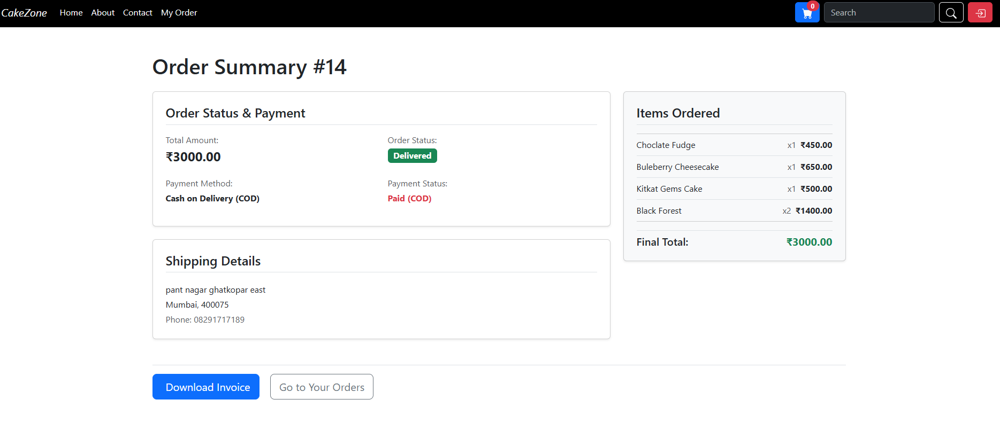 CakeZone Home About Contact My Order 0 Search
Order Summary #14
Order Status & Payment
Total Amount: Order Status:
₹3000.00 Delivered
Payment Method: Payment Status:
Cash on Delivery (COD) Paid (COD)
Shipping Details
pant nagar ghatkopar east
Mumbai, 400075
Phone: 08291717189
Items Ordered
Choclate Fudge x1 ₹450.00
Buleberry Cheesecake x1 ₹650.00
Kitkat Gems Cake x1 ₹500.00
Black Forest x2 ₹1400.00
Final Total: ₹3000.00
Download Invoice Go to Your Orders